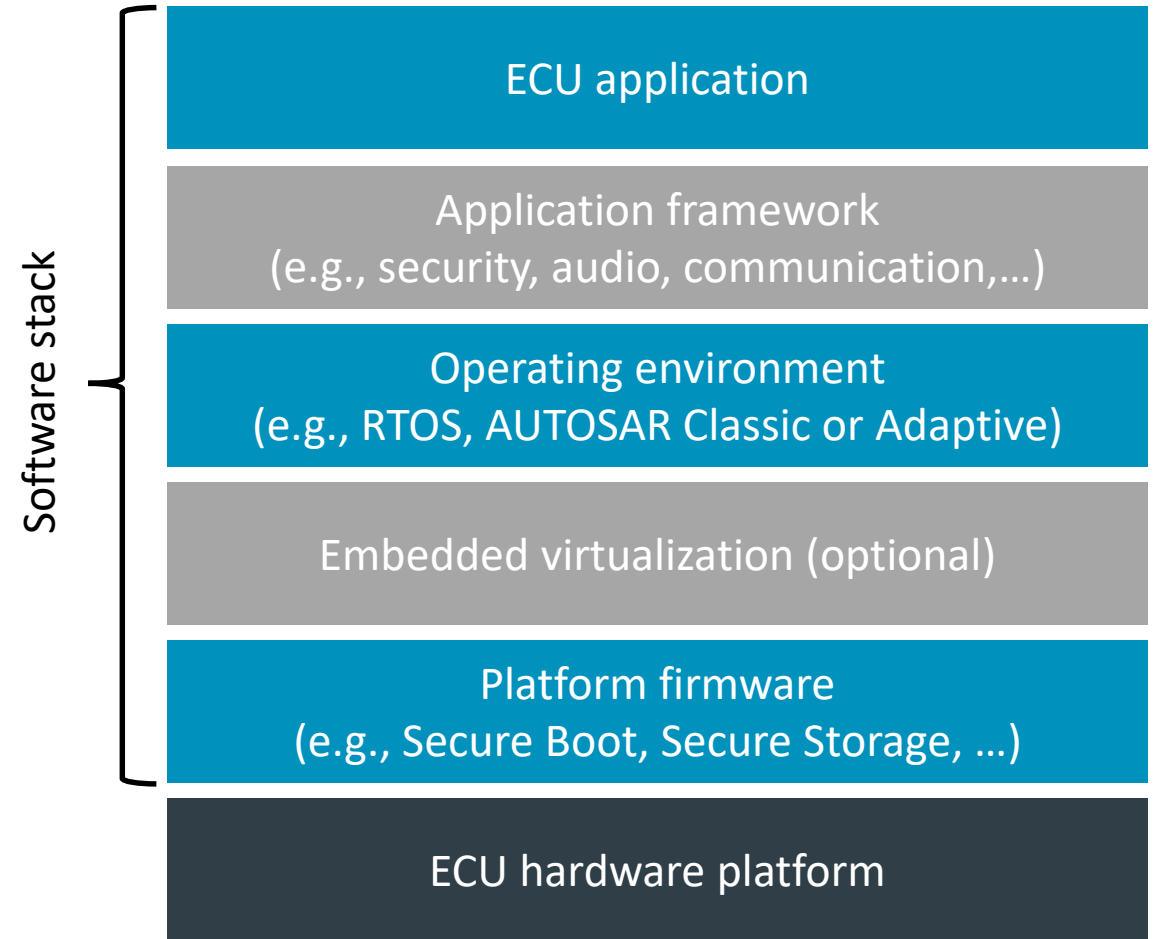 Software stack
ECU application
Application framework
(e.g., security, audio, communication,…)
Operating environment
(e.g., RTOS, AUTOSAR Classic or Adaptive)
Embedded virtualization (optional)
Platform firmware
(e.g., Secure Boot, Secure Storage, …)
ECU hardware platform